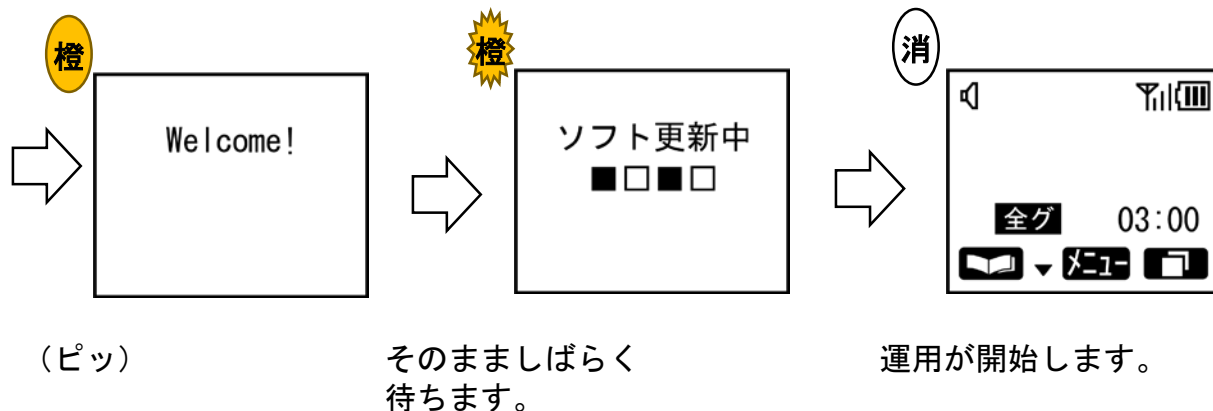 橙
Welcome!
(ピッ)
橙
ソフト更新中
■□■□
そのまましばらく
待ちます。
消
全グ 03:00
メニュー
運用が開始します。